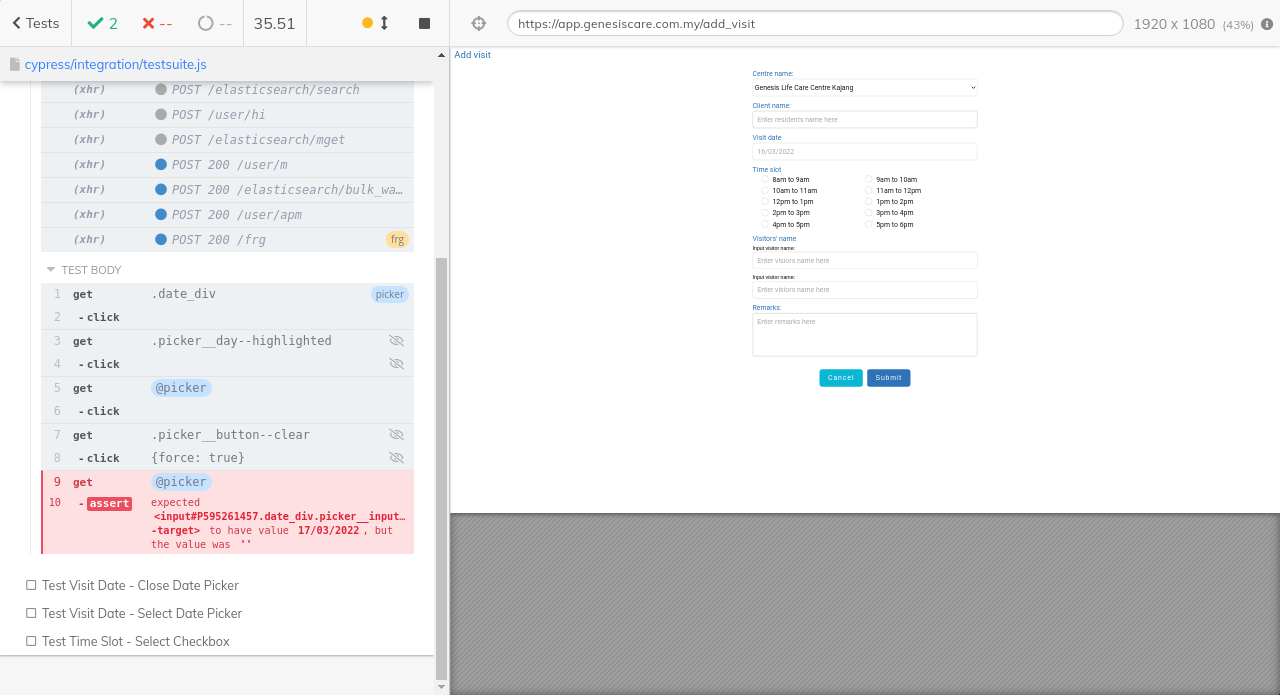 Tests
2
--
--
35.51
https://app.genesiscare.com.my/add_visit
1920 x 1080 (43%)
cypress/integration/testsuite.js
(xhr) POST /elasticsearch/search
(xhr) POST /user/hi
(xhr) POST /elasticsearch/mget
(xhr) POST 200 /user/m
(xhr) POST 200 /elasticsearch/bulk_wa…
(xhr) POST 200 /user/apm
(xhr) POST 200 /frg frg
TEST BODY
1 get .date_div picker
2 -click
3 get .picker__day--highlighted
4 -click
5 get @picker
6 -click
7 get .picker__button--clear
8 -click {force: true}
9 get @picker
10 -assert expected
<input#P595261457.date_div.picker__input…
-target> to have value 17/03/2022, but
the value was ''
Test Visit Date - Close Date Picker
Test Visit Date - Select Date Picker
Test Time Slot - Select Checkbox
Add visit
Centre name:
Genesis Life Care Centre Kajang
Client name:
Enter residents name here
Visit date
16/03/2022
Time slot
8am to 9am 9am to 10am
10am to 11am 11am to 12pm
12pm to 1pm 1pm to 2pm
2pm to 3pm 3pm to 4pm
4pm to 5pm 5pm to 6pm
Visitors' name
Input visitor name:
Enter visiors name here
Input visitor name:
Enter visiors name here
Remarks:
Enter remarks here
Cancel Submit